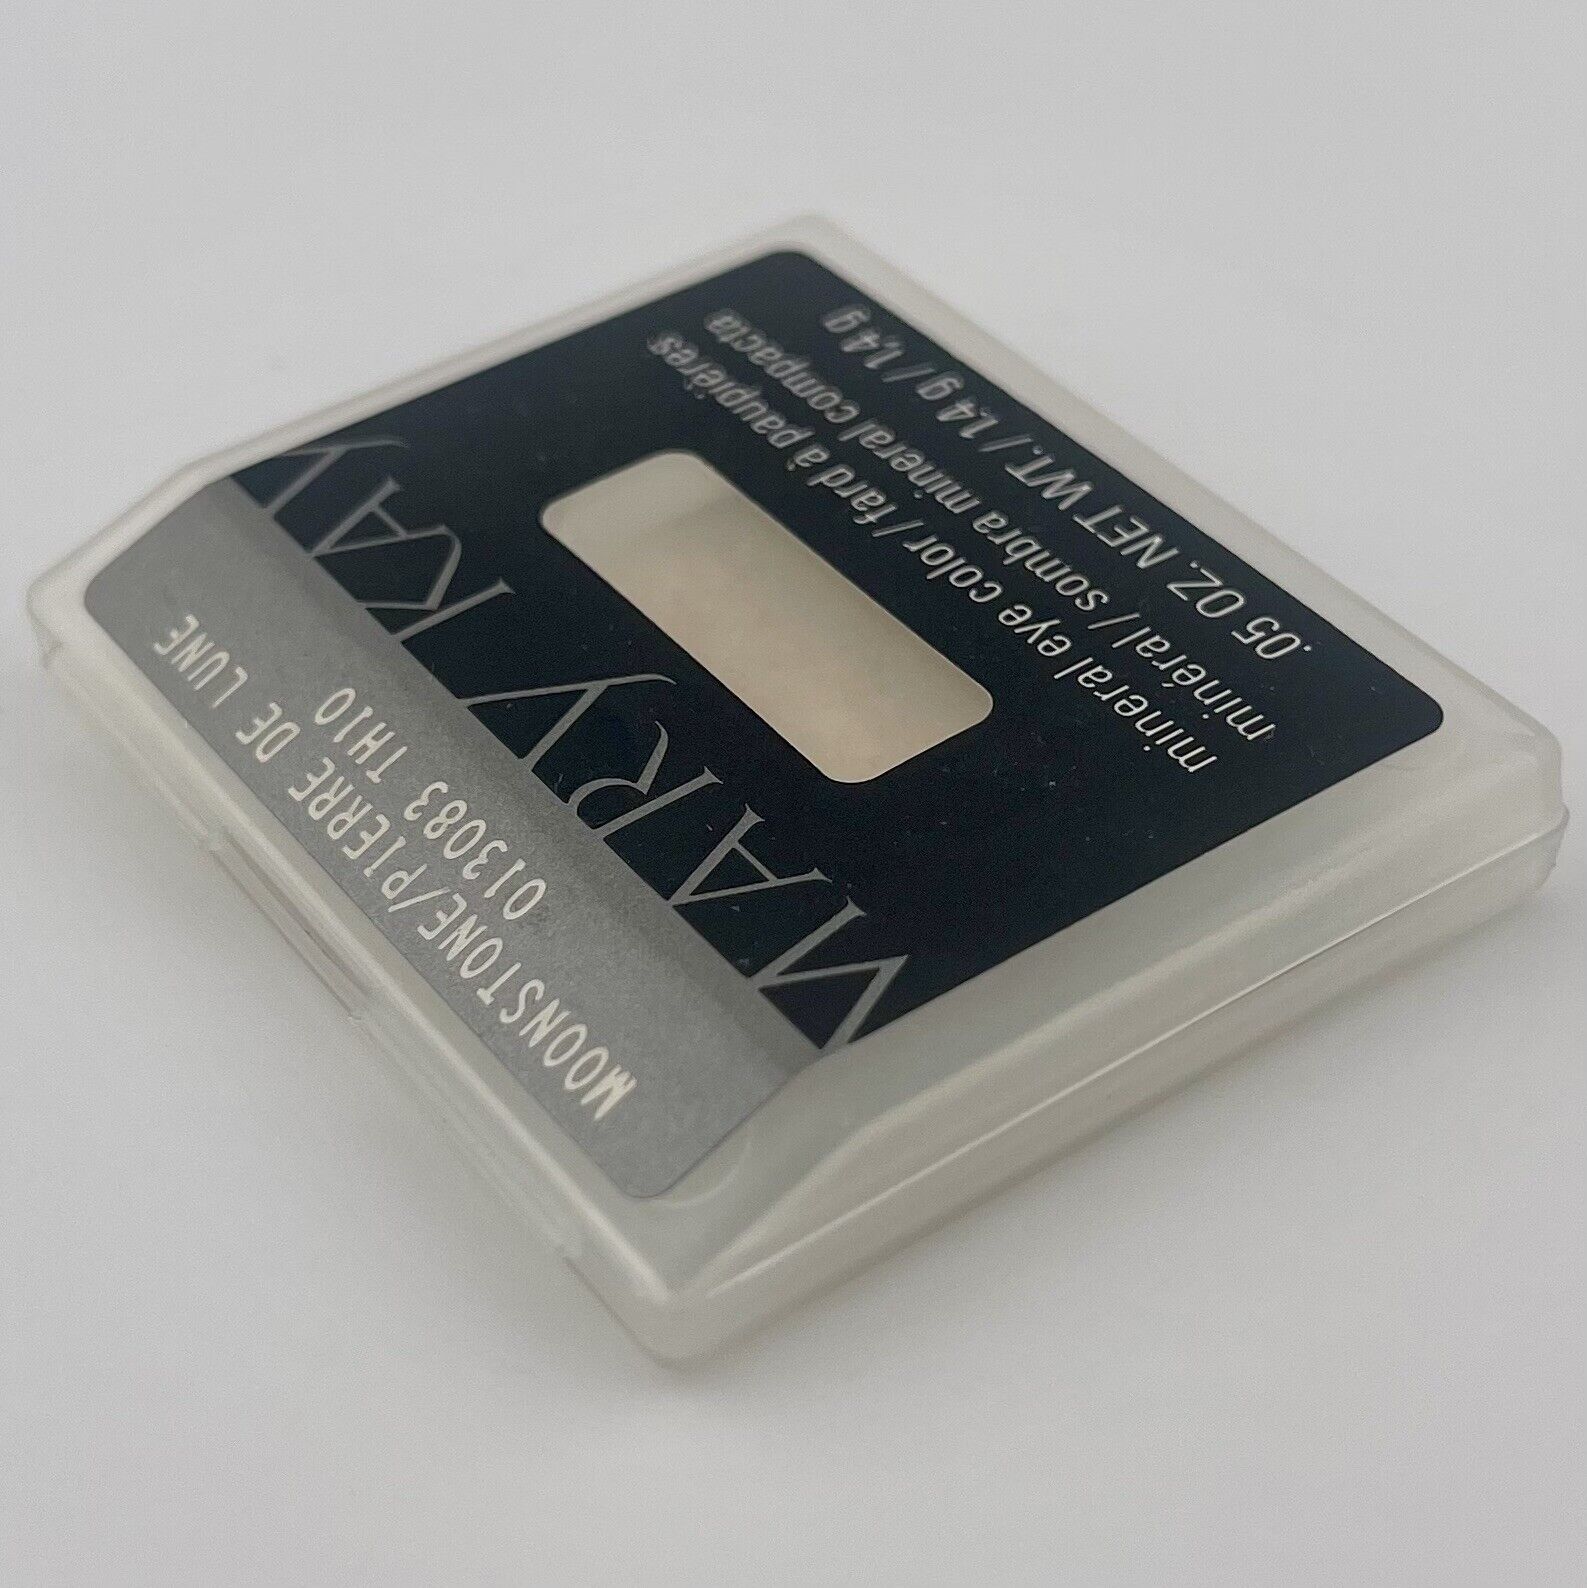 .05 OZ. NET WT. / 1.4 g / 1,4 g
mineral eye color / fard à paupières
minéral / sombra mineral compacta
MARY KAY
MOONSTONE/PIERRE DE LUNE
013083 TH10